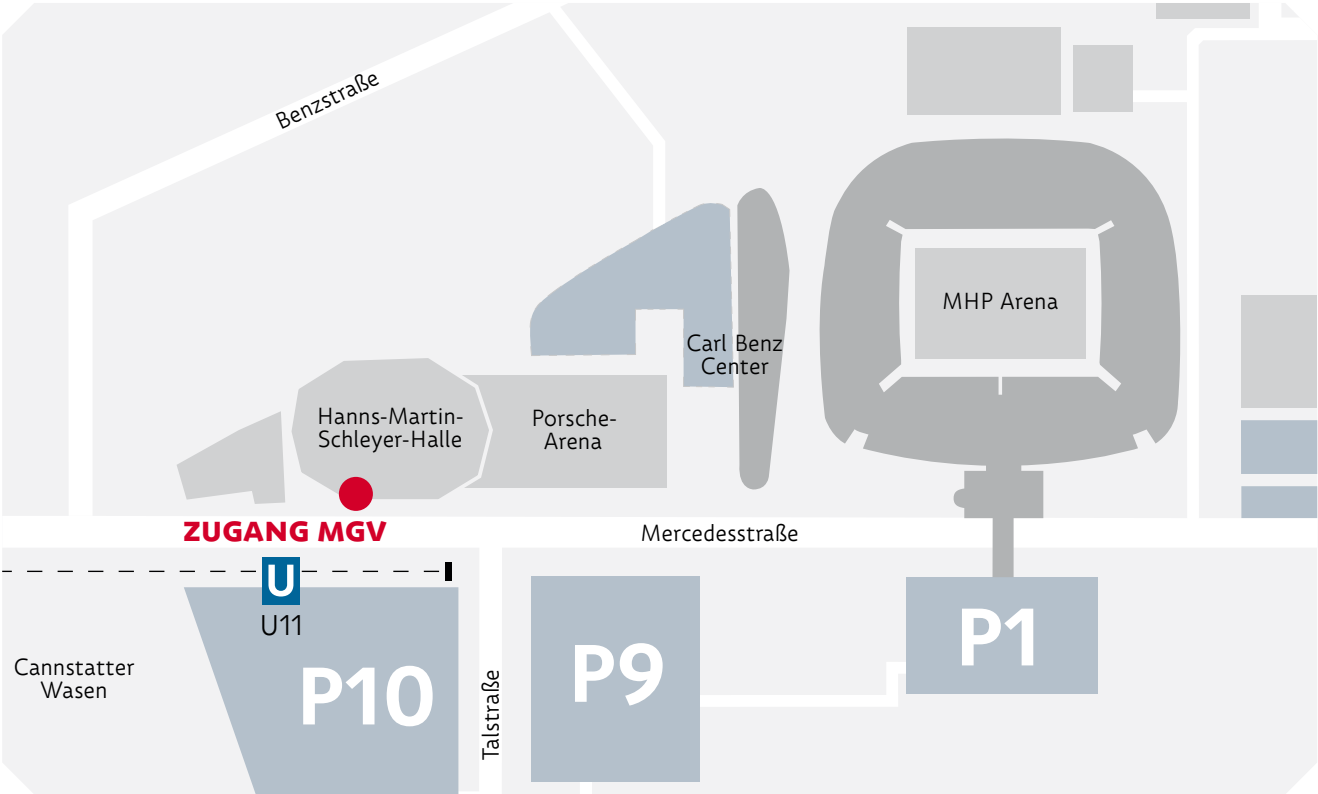 Benzstraße
MHP Arena
Carl Benz
Center
Hanns-Martin-
Schleyer-Halle
Porsche-
Arena
ZUGANG MGV
Mercedesstraße
U
U11
P10
P9
P1
Cannstatter
Wasen
Talstraße